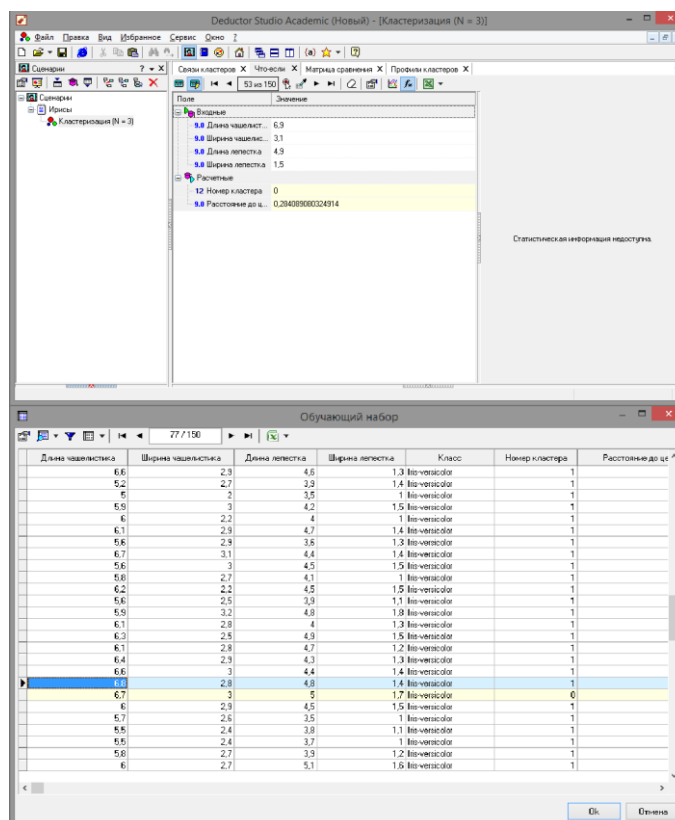 Deductor Studio Academic (Новый) - [Кластеризация (N = 3)]
Файл Правка Вид Избранное Сервис Окно ?
Сценарии ? X
Связи кластеров X Что-если X Матрица сравнения X Профили кластеров X
53 из 150
Сценарии
Ирисы
Кластеризация (N = 3)
Поле Значение
Входные
9.0 Длина чашелист... 6,9
9.0 Ширина чашелис... 3,1
9.0 Длина лепестка 4,9
9.0 Ширина лепестка 1,5
Расчетные
12 Номер кластера 0
9.0 Расстояние до ц... 0,284089080324914
Статистическая информация недоступна.
Обучающий набор
77 / 150
Длина чашелистика Ширина чашелистика Длина лепестка Ширина лепестка Класс Номер кластера Расстояние до це
6,6 2,9 4,6 1,3 Iris-versicolor 1
5,2 2,7 3,9 1,4 Iris-versicolor 1
5 2 3,5 1 Iris-versicolor 1
5,9 3 4,2 1,5 Iris-versicolor 1
6 2,2 4 1 Iris-versicolor 1
6,1 2,9 4,7 1,4 Iris-versicolor 1
5,6 2,9 3,6 1,3 Iris-versicolor 1
6,7 3,1 4,4 1,4 Iris-versicolor 1
5,6 3 4,5 1,5 Iris-versicolor 1
5,8 2,7 4,1 1 Iris-versicolor 1
6,2 2,2 4,5 1,5 Iris-versicolor 1
5,6 2,5 3,9 1,1 Iris-versicolor 1
5,9 3,2 4,8 1,8 Iris-versicolor 1
6,1 2,8 4 1,3 Iris-versicolor 1
6,3 2,5 4,9 1,5 Iris-versicolor 1
6,1 2,8 4,7 1,2 Iris-versicolor 1
6,4 2,9 4,3 1,3 Iris-versicolor 1
6,6 3 4,4 1,4 Iris-versicolor 1
6,8 2,8 4,8 1,4 Iris-versicolor 1
6,7 3 5 1,7 Iris-versicolor 0
6 2,9 4,5 1,5 Iris-versicolor 1
5,7 2,6 3,5 1 Iris-versicolor 1
5,5 2,4 3,8 1,1 Iris-versicolor 1
5,5 2,4 3,7 1 Iris-versicolor 1
5,8 2,7 3,9 1,2 Iris-versicolor 1
6 2,7 5,1 1,6 Iris-versicolor 1
Ok Отмена